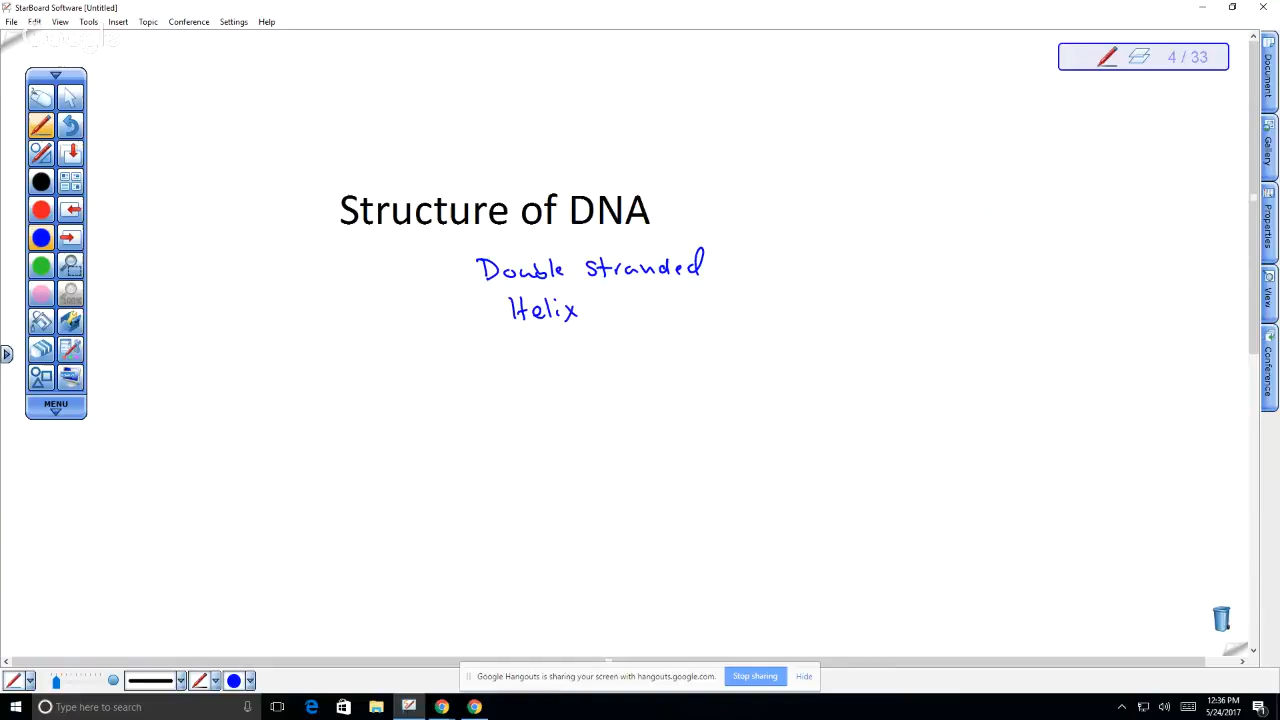 StarBoard Software [Untitled]
File Edit View Tools Insert Topic Conference Settings Help
4 / 33
Document
Gallery
Properties
View
Conference
Structure of DNA
Double Stranded
Helix
MENU
Google Hangouts is sharing your screen with hangouts.google.com. Stop sharing Hide
Type here to search
12:36 PM
5/24/2017